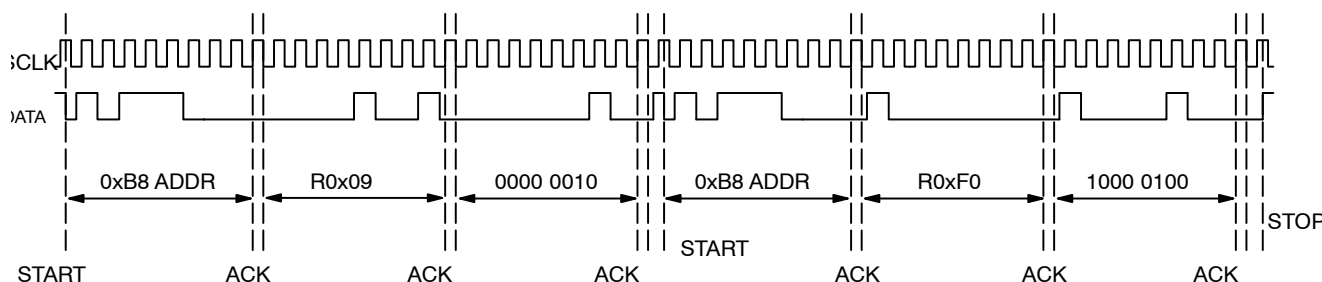 SCLK
DATA
0xB8 ADDR R0x09 0000 0010 0xB8 ADDR R0xF0 1000 0100
STOP
START
START ACK ACK ACK ACK ACK ACK